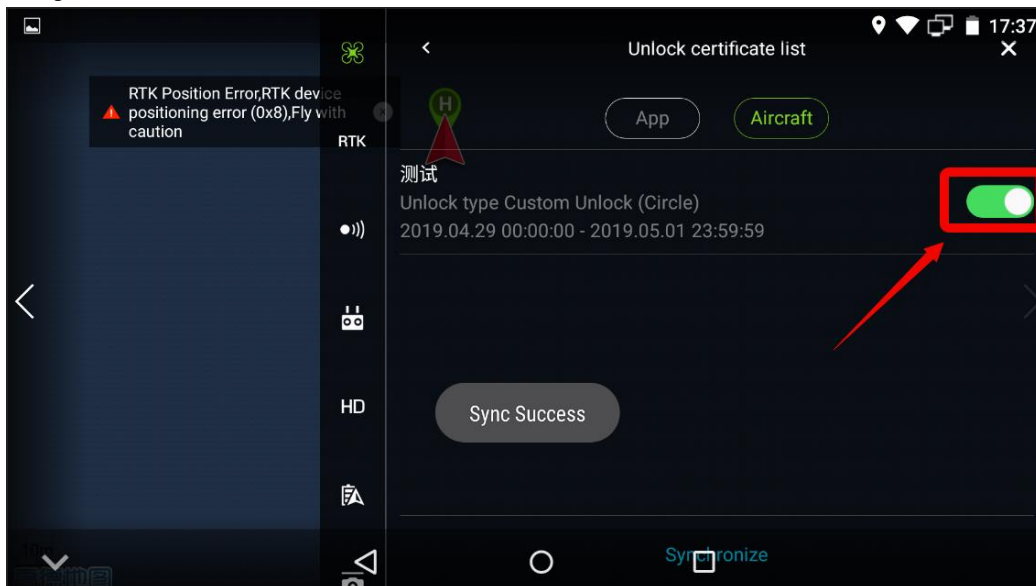 17:37
Unlock certificate list
RTK Position Error,RTK device
positioning error (0x8),Fly with
caution
H
App
Aircraft
RTK
测试
Unlock type Custom Unlock (Circle)
2019.04.29 00:00:00 - 2019.05.01 23:59:59
HD
Sync Success
Synchronize